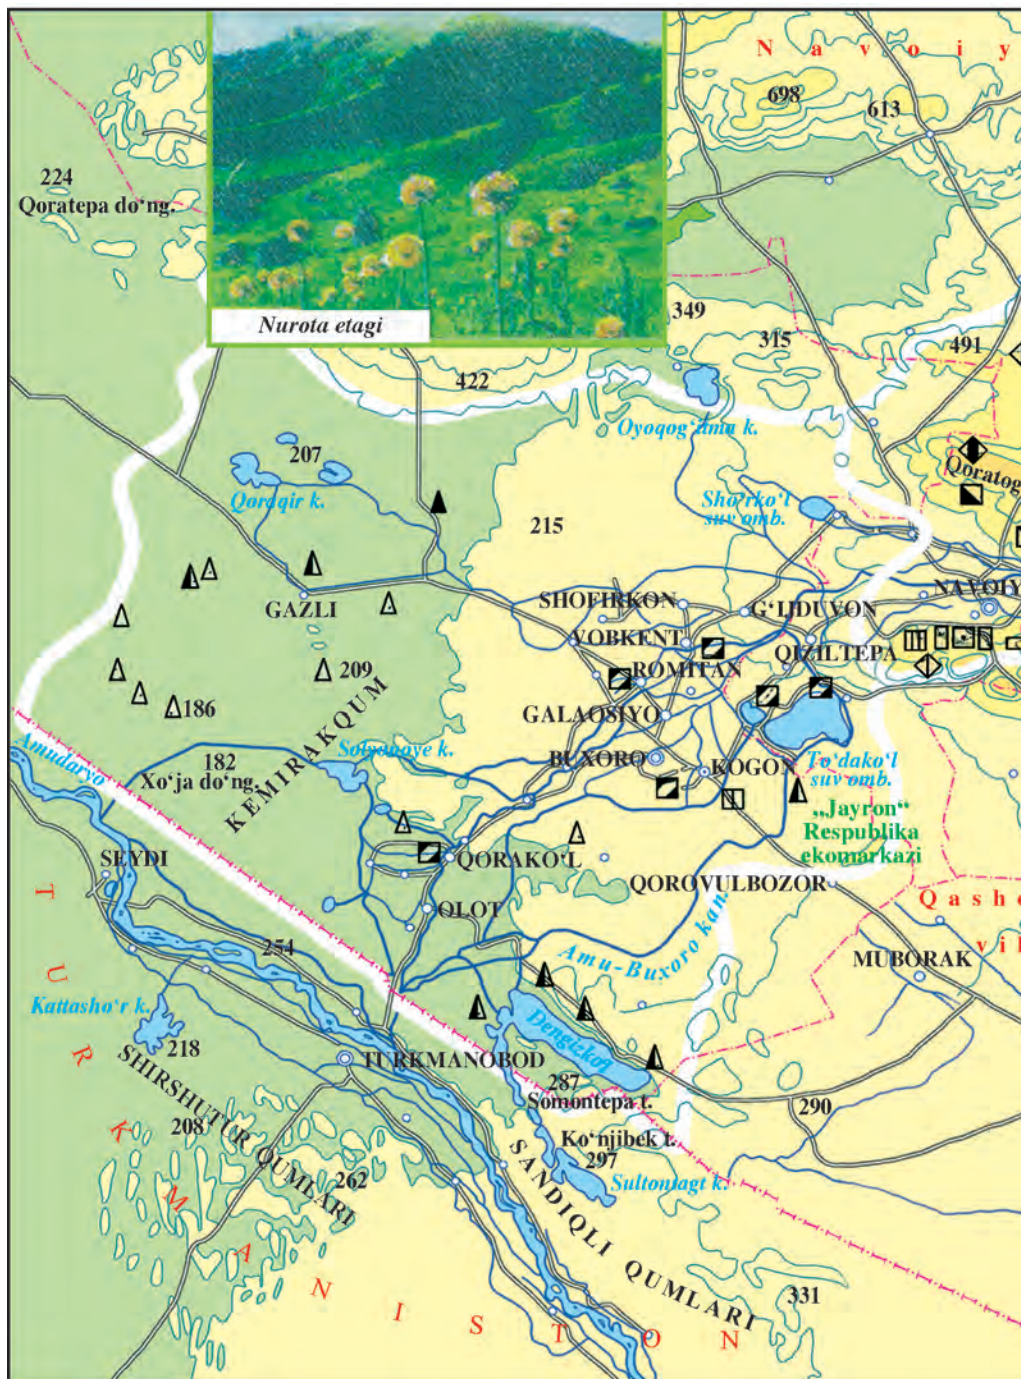 N a v o i y
698
613
224
Qoratepa do‘ng.
Nurota etagi
349
315
491
422
Oyoqog‘itma k.
207
Qoraqir k.
Qoratog
Sho‘rko‘l
suv omb.
215
GAZLI
SHOFIRKON
G‘IJDUVON
NAVOIY
VOBKENT
QIZILTEPA
ROMITAN
209
186
GALAOSIYO
KEMIRAKQUM
Amudaryo
Solyonoye k.
BUXORO
KOGON
To‘dako‘l
suv omb.
182
Xo‘ja do‘ng.
„Jayron“
Respublika
ekomarkazi
SEYDI
QORAKO‘L
QOROVULBOZOR
OLOT
Q a s h
v i l
254
Amu-Buxoro kan.
MUBORAK
Kattasho‘r k.
Dengizko‘l
218
TURKMANOBOD
287
Somontepa t.
290
SHIRSHUTUR QUMLARI
208
Ko‘njibek t.
297
262
Sultontagt k.
SANDIQLI QUMLARI
331
T U R K M A N I S T O N